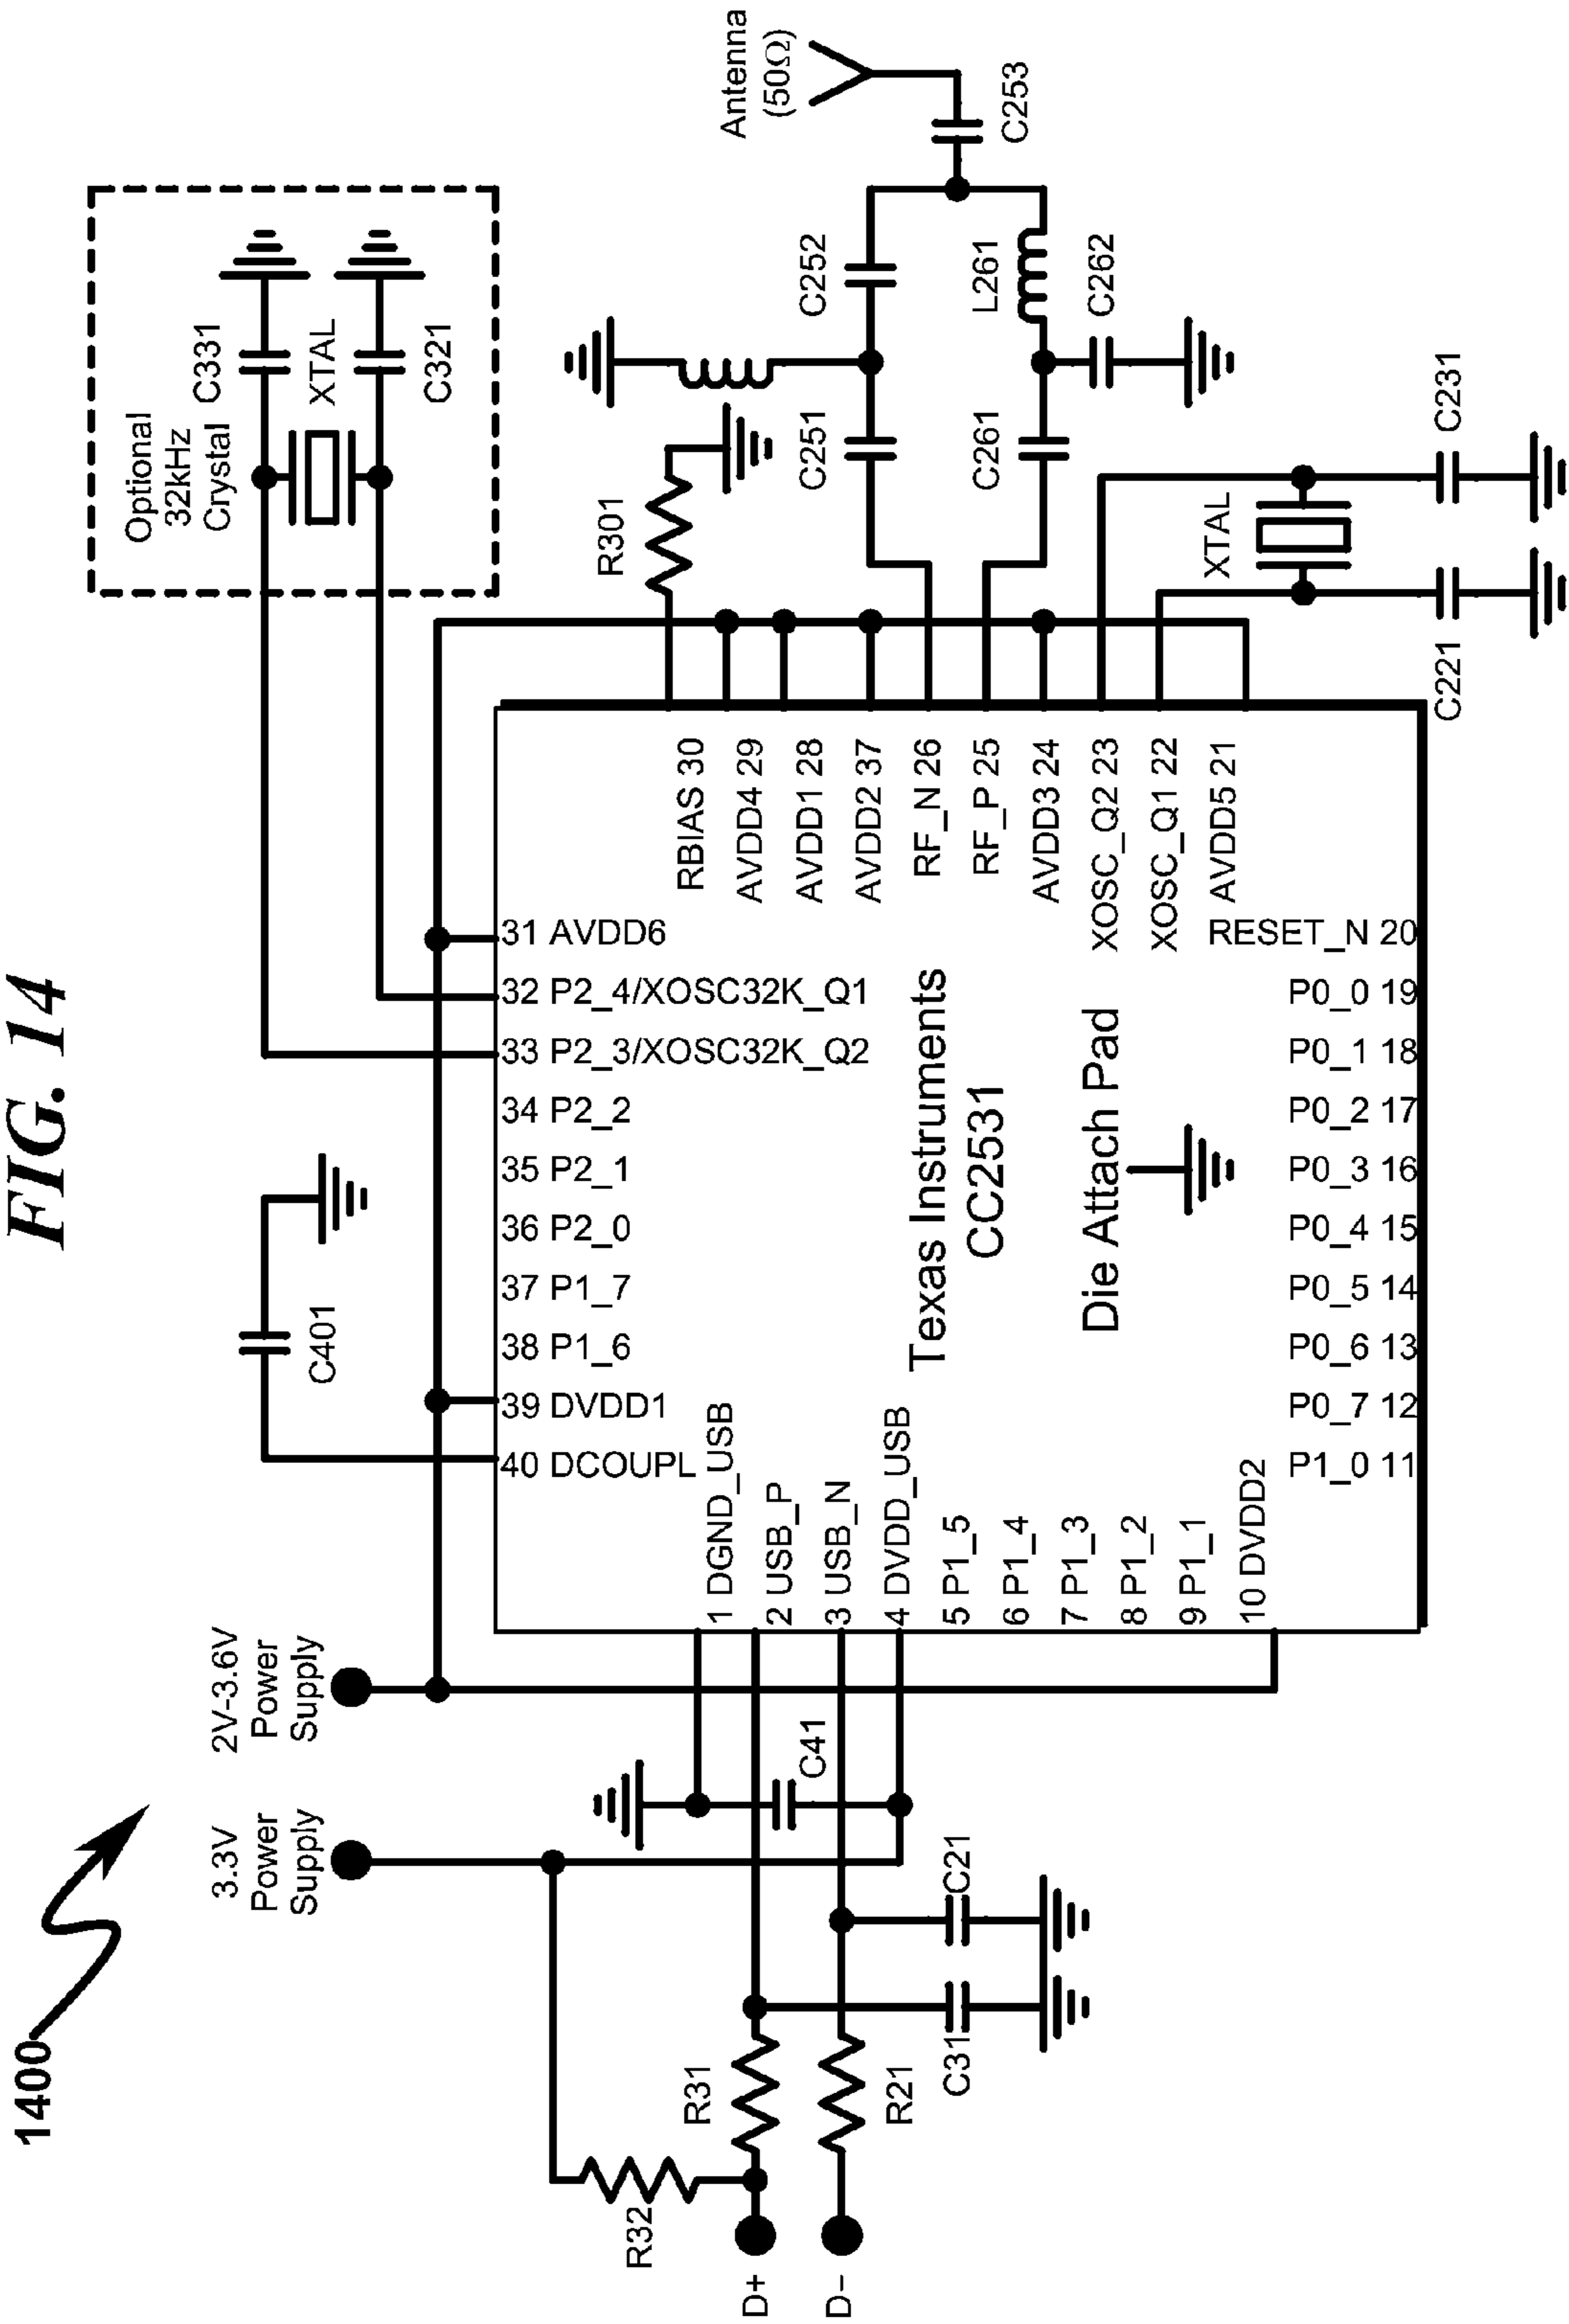 FIG. 14
1400
3.3V
Power
Supply
2V-3.6V
Power
Supply
C401
Optional
32kHz
Crystal
C331
XTAL
C321
Antenna
(50Ω)
C253
C252
L261
C262
C251
C261
R301
XTAL
C231
C221
R32
R31
R21
D+
D−
C31
C21
C41
40 DCOUPL
39 DVDD1
38 P1_6
37 P1_7
36 P2_0
35 P2_1
34 P2_2
33 P2_3/XOSC32K_Q2
32 P2_4/XOSC32K_Q1
31 AVDD6
1 DGND_USB
2 USB_P
3 USB_N
4 DVDD_USB
5 P1_5
6 P1_4
7 P1_3
8 P1_2
9 P1_1
10 DVDD2
Texas Instruments
CC2531
Die Attach Pad
RBIAS 30
AVDD4 29
AVDD1 28
AVDD2 37
RF_N 26
RF_P 25
AVDD3 24
XOSC_Q2 23
XOSC_Q1 22
AVDD5 21
RESET_N 20
P0_0 19
P0_1 18
P0_2 17
P0_3 16
P0_4 15
P0_5 14
P0_6 13
P0_7 12
P1_0 11